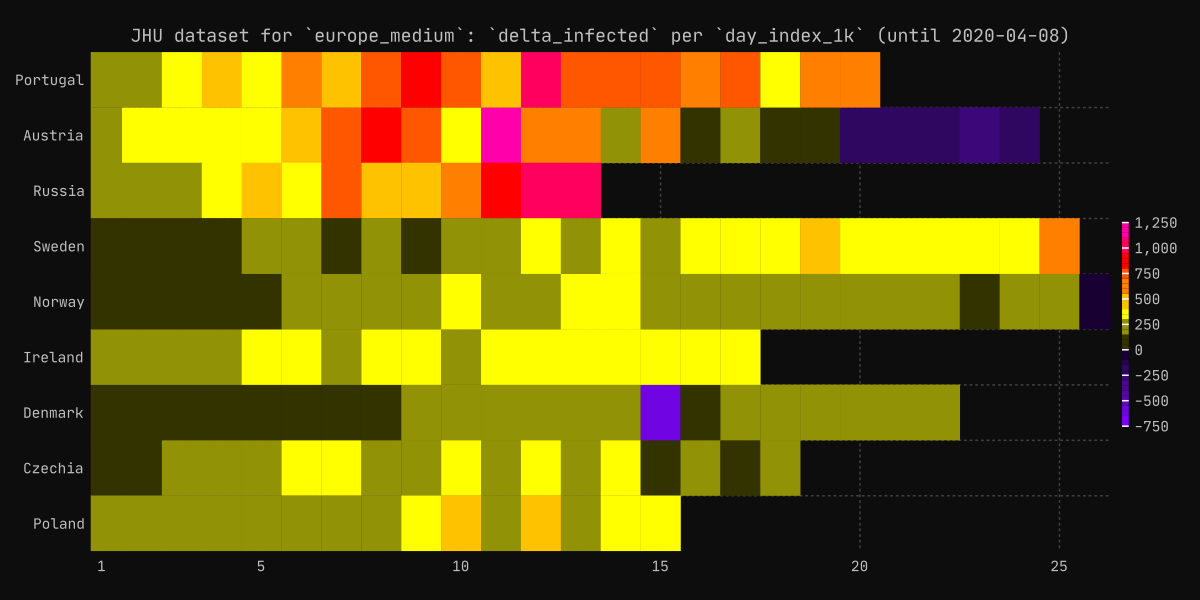 JHU dataset for `europe_medium`: `delta_infected` per `day_index_1k` (until 2020-04-08)
Portugal
Austria
Russia
Sweden
Norway
Ireland
Denmark
Czechia
Poland
1 5 10 15 20 25
1,250
1,000
750
500
250
0
−250
−500
−750